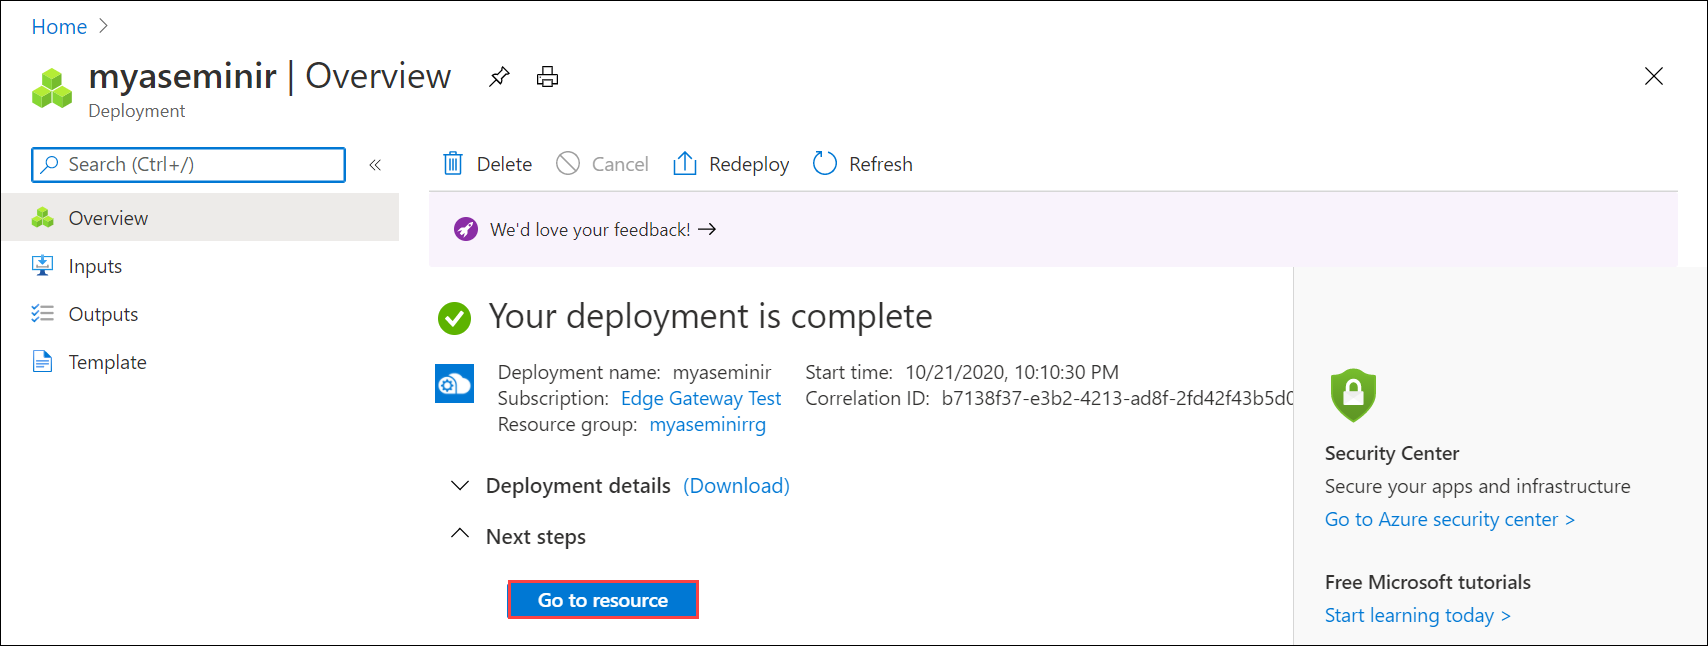 Home >
myaseminir | Overview
Deployment
Search (Ctrl+/)
«
Overview
Inputs
Outputs
Template
Delete Cancel Redeploy Refresh
We'd love your feedback! →
Your deployment is complete
Deployment name: myaseminir Start time: 10/21/2020, 10:10:30 PM
Subscription: Edge Gateway Test Correlation ID: b7138f37-e3b2-4213-ad8f-2fd42f43b5d0
Resource group: myaseminirrg
Deployment details (Download)
Next steps
Go to resource
Security Center
Secure your apps and infrastructure
Go to Azure security center >
Free Microsoft tutorials
Start learning today >